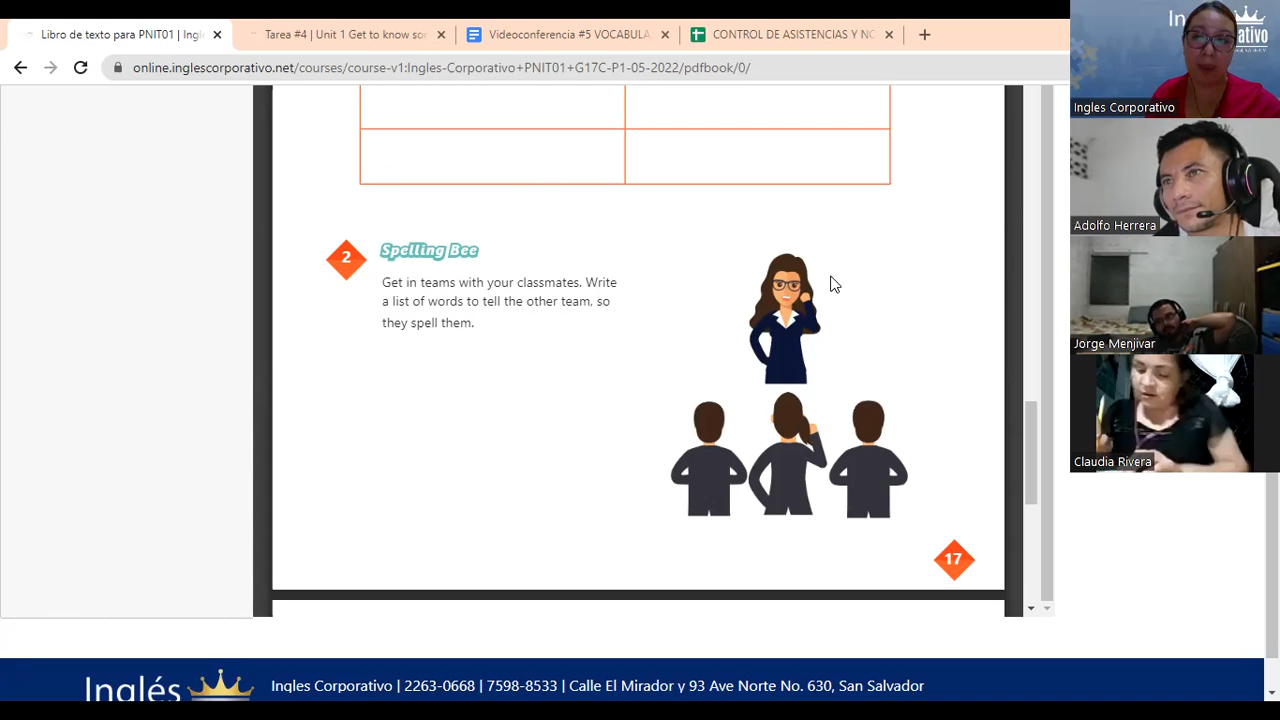 Libro de texto para PNIT01 | Ingl
Tarea #4 | Unit 1 Get to know so
Videoconferencia #5 VOCABULA
CONTROL DE ASISTENCIAS Y NO
online.inglescorporativo.net/courses/course-v1:Ingles-Corporativo+PNIT01+G17C-P1-05-2022/pdfbook/0/
Ingles Corporativo
Adolfo Herrera
Jorge Menjivar
Claudia Rivera
2
Spelling Bee
Get in teams with your classmates. Write
a list of words to tell the other team, so
they spell them.
17
Inglés
Ingles Corporativo | 2263-0668 | 7598-8533 | Calle El Mirador y 93 Ave Norte No. 630, San Salvador